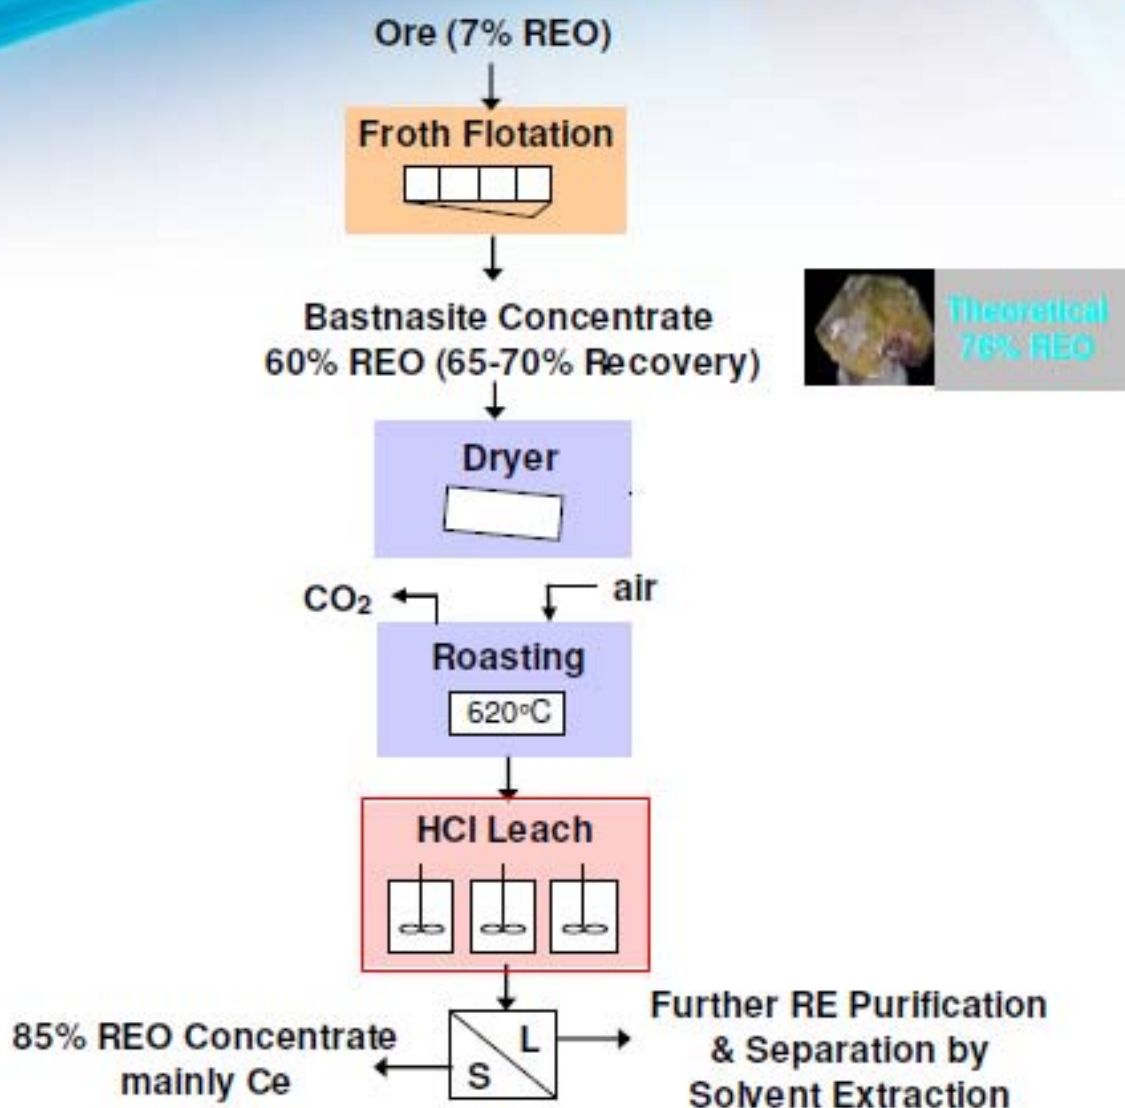 Ore (7% REO)
Froth Flotation
Bastnasite Concentrate
60% REO (65-70% Recovery)
Theoretical
76% REO
Dryer
CO₂
air
Roasting
620°C
HCl Leach
85% REO Concentrate
mainly Ce
L
S
Further RE Purification
& Separation by
Solvent Extraction